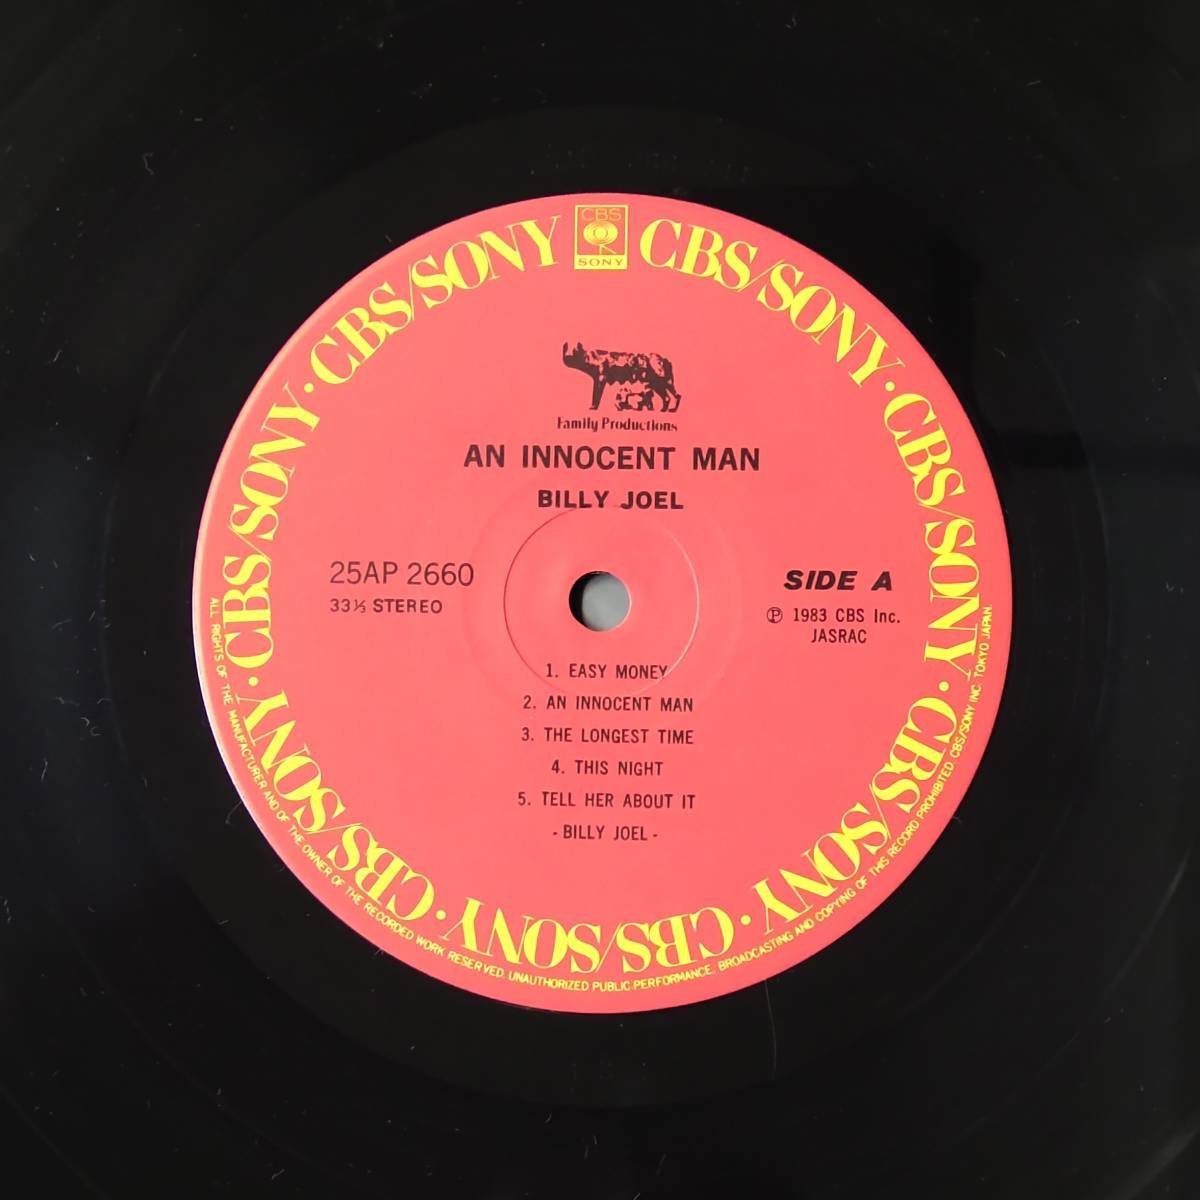 CBS
SONY
CBS/SONY · CBS/SONY · CBS/SONY · CBS/SONY · CBS/SONY · CBS/SONY · CBS/SONY · CBS/SONY
Family Productions
AN INNOCENT MAN
BILLY JOEL
25AP 2660
33⅓ STEREO
SIDE A
Ⓟ 1983 CBS Inc.
JASRAC
1. EASY MONEY
2. AN INNOCENT MAN
3. THE LONGEST TIME
4. THIS NIGHT
5. TELL HER ABOUT IT
- BILLY JOEL -
ALL RIGHTS OF THE MANUFACTURER AND OF THE OWNER OF THE RECORDED WORK RESERVED. UNAUTHORIZED PUBLIC PERFORMANCE, BROADCASTING AND COPYING OF THIS RECORD PROHIBITED. CBS/SONY INC. TOKYO JAPAN.